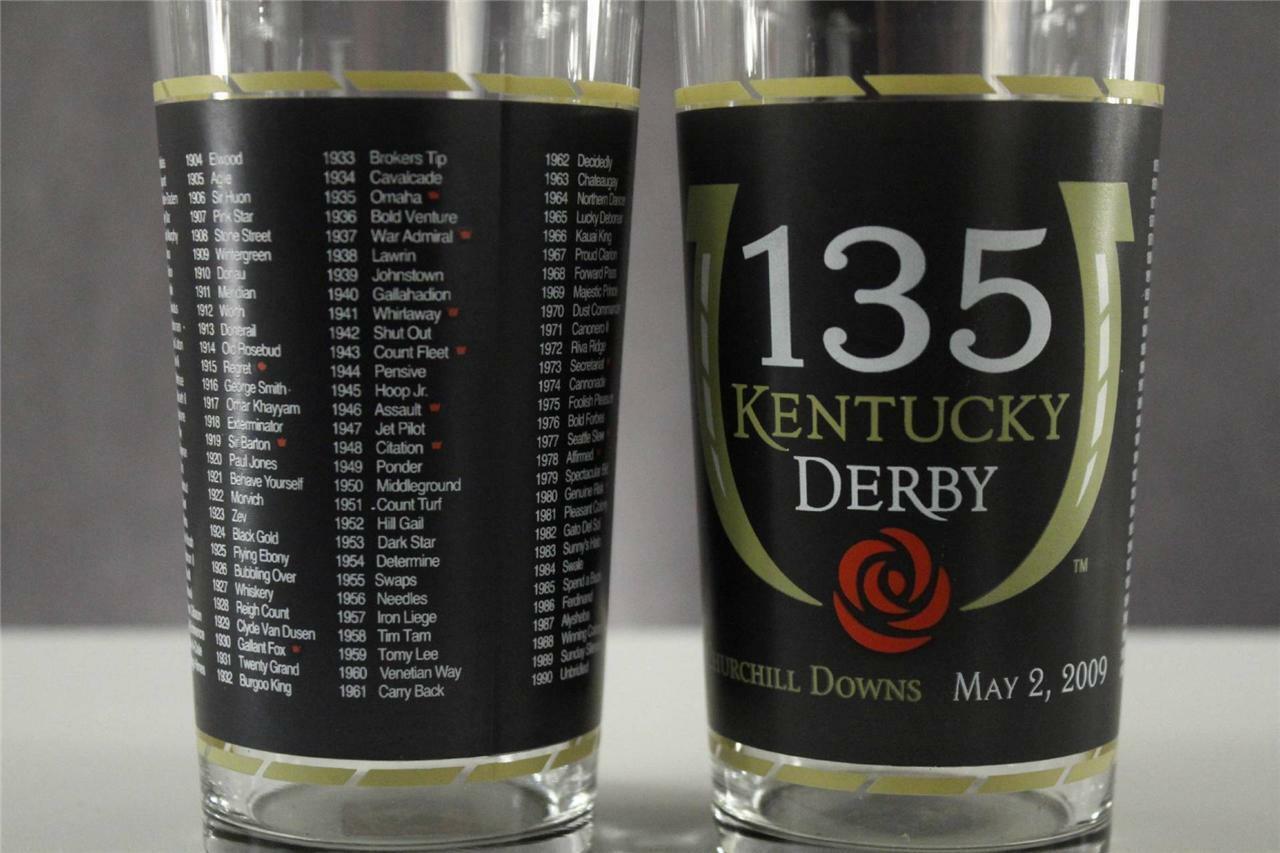 1904 Elwood
1905 Agile
1906 Sir Huon
1907 Pink Star
1908 Stone Street
1909 Wintergreen
1910 Donau
1911 Meridian
1912 Worth
1913 Donerail
1914 Old Rosebud
1915 Regret
1916 George Smith
1917 Omar Khayyam
1918 Exterminator
1919 Sir Barton
1920 Paul Jones
1921 Behave Yourself
1922 Morvich
1923 Zev
1924 Black Gold
1925 Flying Ebony
1926 Bubbling Over
1927 Whiskery
1928 Reigh Count
1929 Clyde Van Dusen
1930 Gallant Fox
1931 Twenty Grand
1932 Burgoo King
1933 Brokers Tip
1934 Cavalcade
1935 Omaha
1936 Bold Venture
1937 War Admiral
1938 Lawrin
1939 Johnstown
1940 Gallahadion
1941 Whirlaway
1942 Shut Out
1943 Count Fleet
1944 Pensive
1945 Hoop Jr.
1946 Assault
1947 Jet Pilot
1948 Citation
1949 Ponder
1950 Middleground
1951 Count Turf
1952 Hill Gail
1953 Dark Star
1954 Determine
1955 Swaps
1956 Needles
1957 Iron Liege
1958 Tim Tam
1959 Tomy Lee
1960 Venetian Way
1961 Carry Back
1962 Decidedly
1963 Chateaugay
1964 Northern
1965 Lucky
1966 Kauai King
1967 Proud Clarion
1968 Forward Pass
1969 Majestic Prince
1970 Dust
1971 Canonero II
1972 Riva Ridge
1973 Secretariat
1974 Cannonade
1975 Foolish
1976 Bold Forbes
1977 Seattle Slew
1978 Affirmed
1979 Spectacular
1980 Genuine Risk
1981 Pleasant
1982 Gato Del Sol
1983 Sunny's Halo
1984 Swale
1985 Spend a Buck
1986 Ferdinand
1987 Alysheba
1988 Winning
1989 Sunday
1990 Unbridled
135
KENTUCKY
DERBY
TM
HURCHILL DOWNS MAY 2, 2009